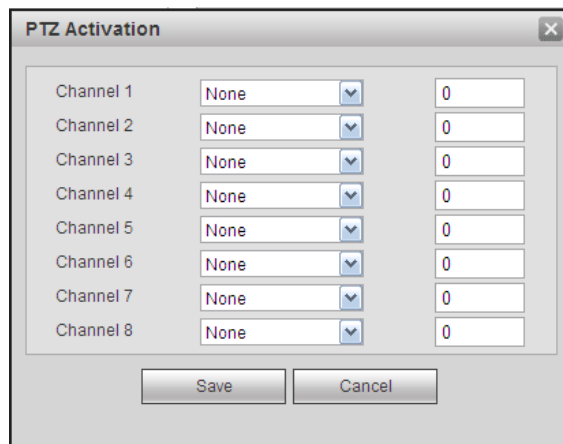 PTZ Activation
Channel 1 None 0
Channel 2 None 0
Channel 3 None 0
Channel 4 None 0
Channel 5 None 0
Channel 6 None 0
Channel 7 None 0
Channel 8 None 0
Save Cancel